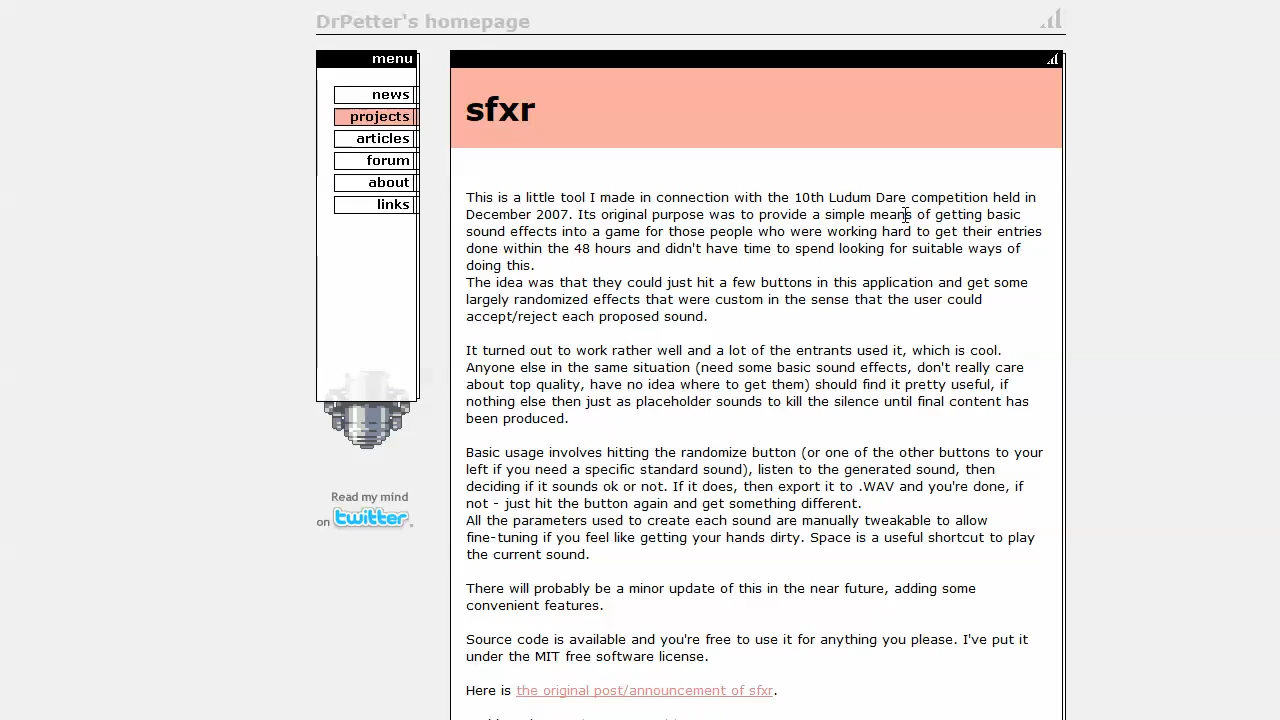 DrPetter's homepage
menu
news
projects
articles
forum
about
links
Read my mind
on twitter.
sfxr
This is a little tool I made in connection with the 10th Ludum Dare competition held in
December 2007. Its original purpose was to provide a simple means of getting basic
sound effects into a game for those people who were working hard to get their entries
done within the 48 hours and didn't have time to spend looking for suitable ways of
doing this.
The idea was that they could just hit a few buttons in this application and get some
largely randomized effects that were custom in the sense that the user could
accept/reject each proposed sound.
It turned out to work rather well and a lot of the entrants used it, which is cool.
Anyone else in the same situation (need some basic sound effects, don't really care
about top quality, have no idea where to get them) should find it pretty useful, if
nothing else then just as placeholder sounds to kill the silence until final content has
been produced.
Basic usage involves hitting the randomize button (or one of the other buttons to your
left if you need a specific standard sound), listen to the generated sound, then
deciding if it sounds ok or not. If it does, then export it to .WAV and you're done, if
not - just hit the button again and get something different.
All the parameters used to create each sound are manually tweakable to allow
fine-tuning if you feel like getting your hands dirty. Space is a useful shortcut to play
the current sound.
There will probably be a minor update of this in the near future, adding some
convenient features.
Source code is available and you're free to use it for anything you please. I've put it
under the MIT free software license.
Here is the original post/announcement of sfxr.